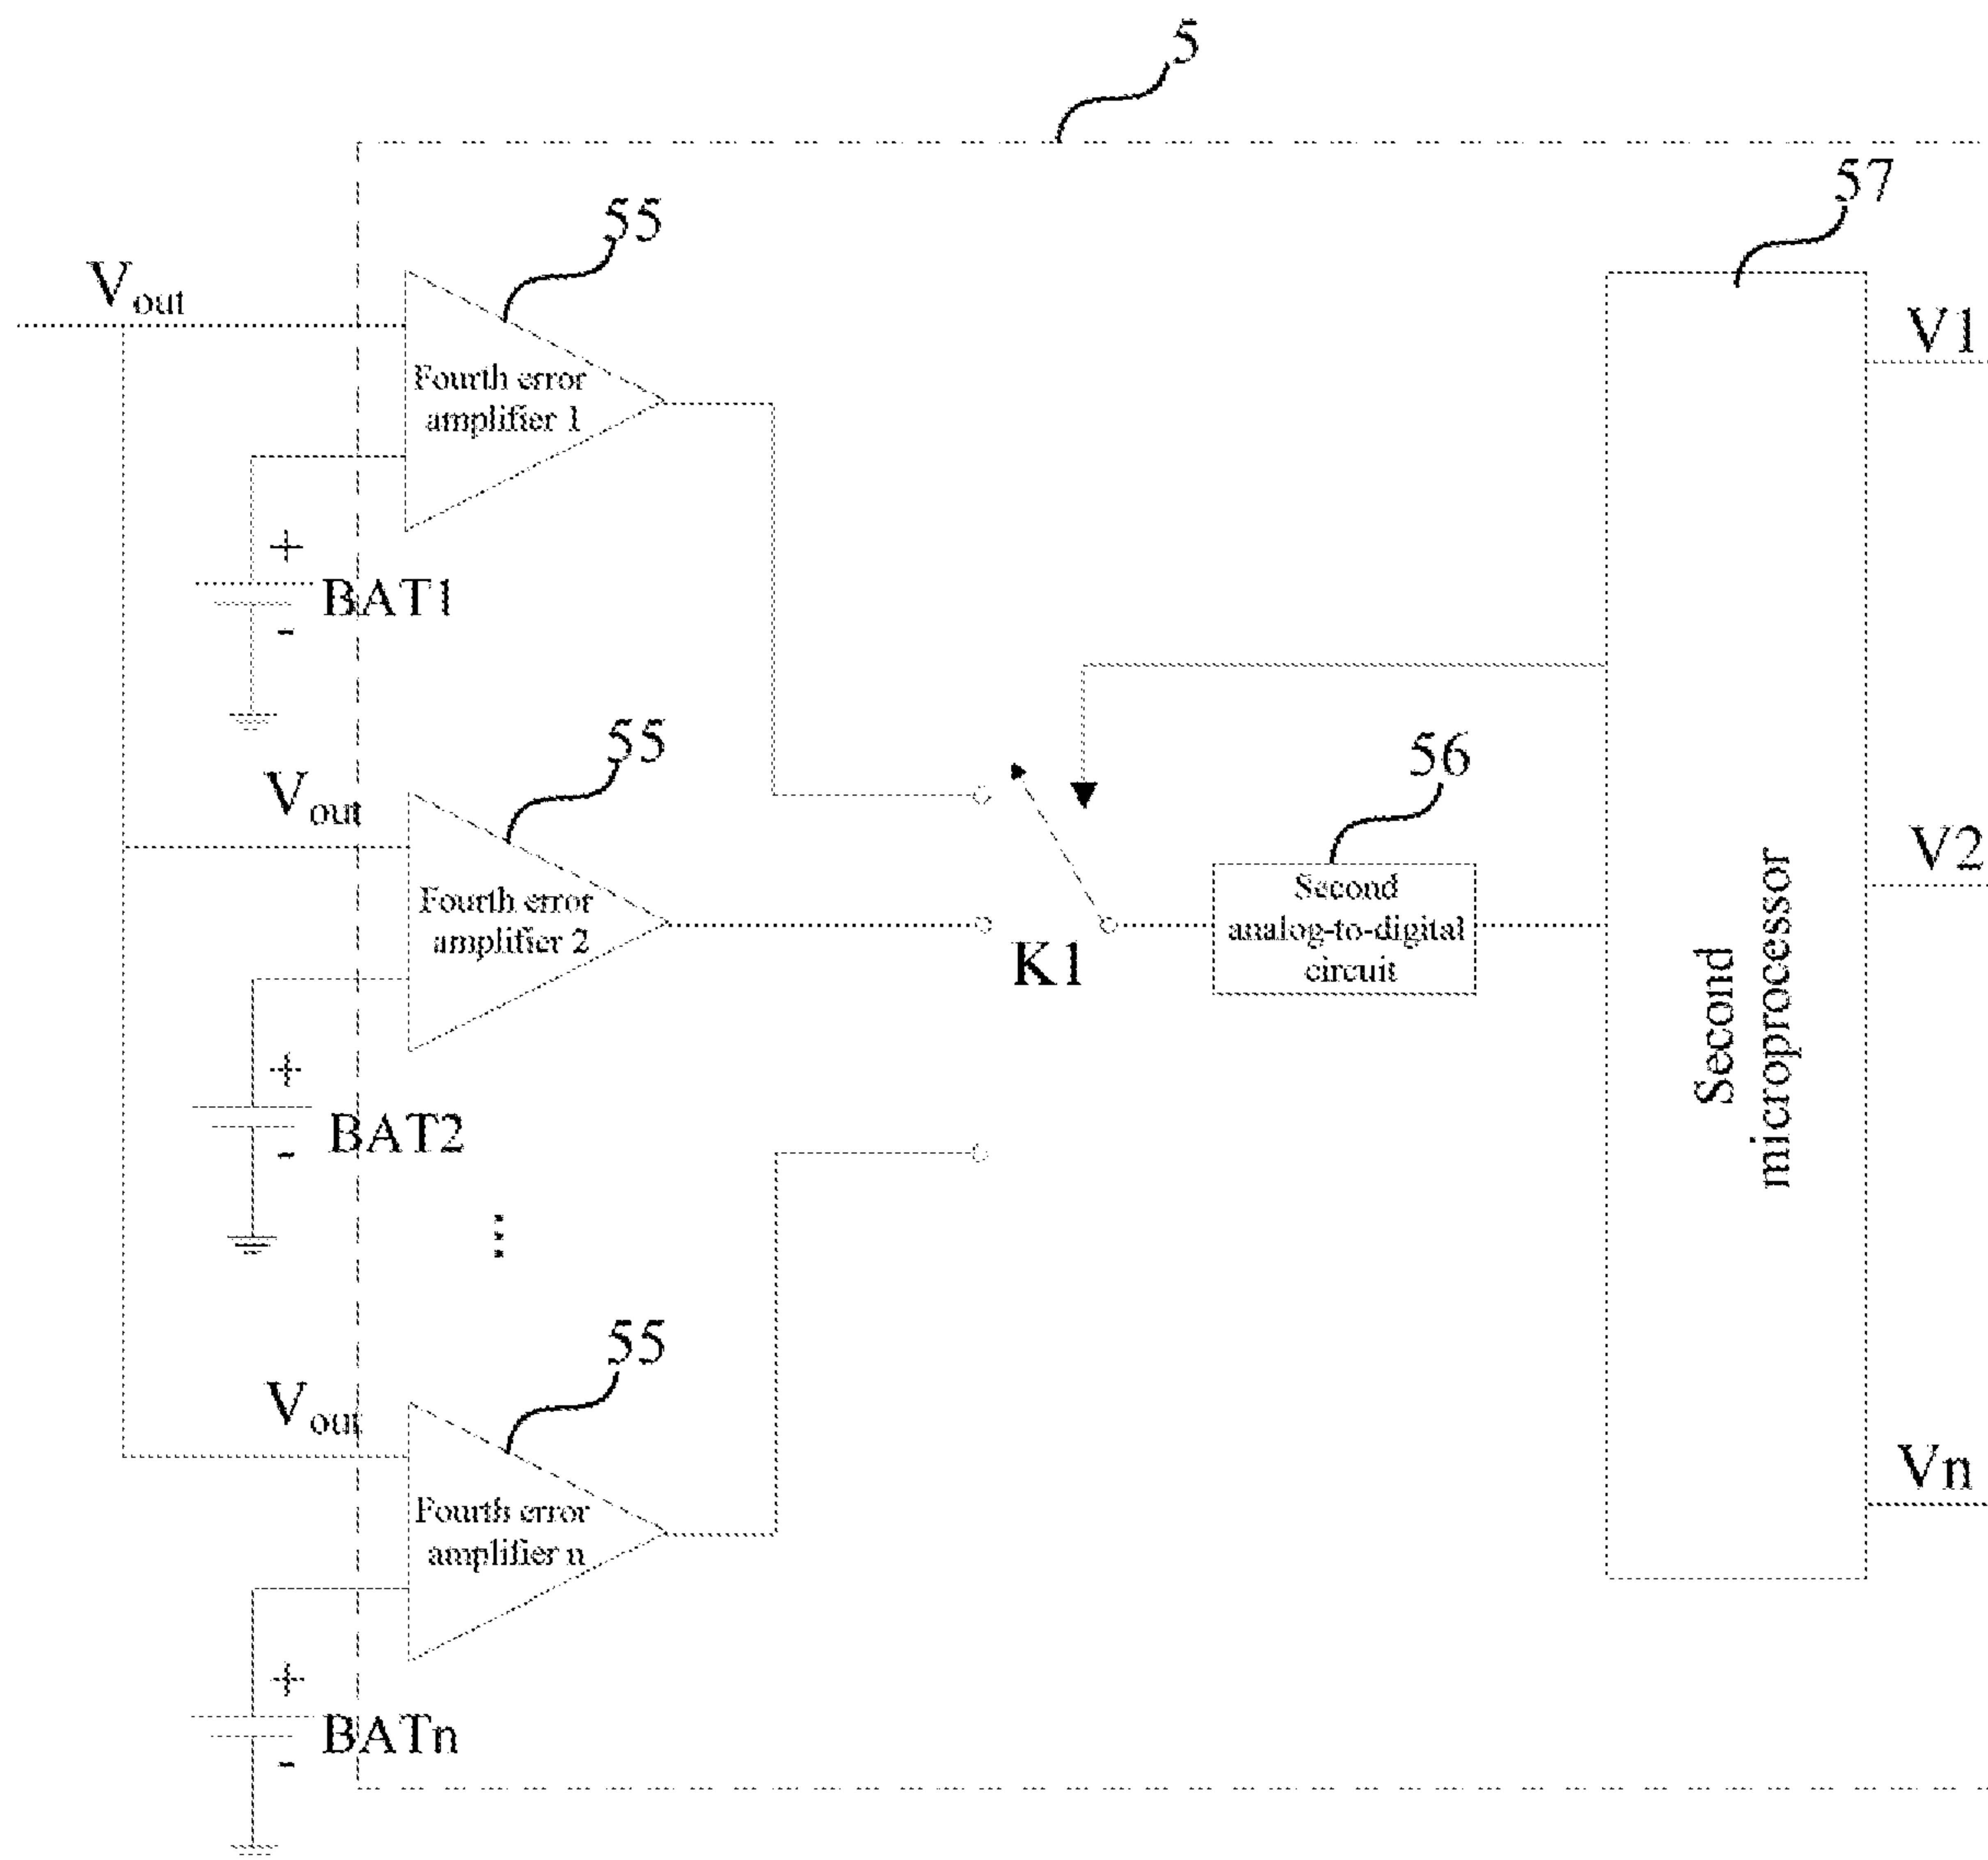 5
57
55
Vout
V1
Fourth error
amplifier 1
+
BAT1
-
55
56
Vout
V2
Second
analog-to-digital
circuit
Fourth error
amplifier 2
K1
Second
microprocessor
+
BAT2
-
⋮
55
Vout
Vn
Fourth error
amplifier n
+
BATn
-